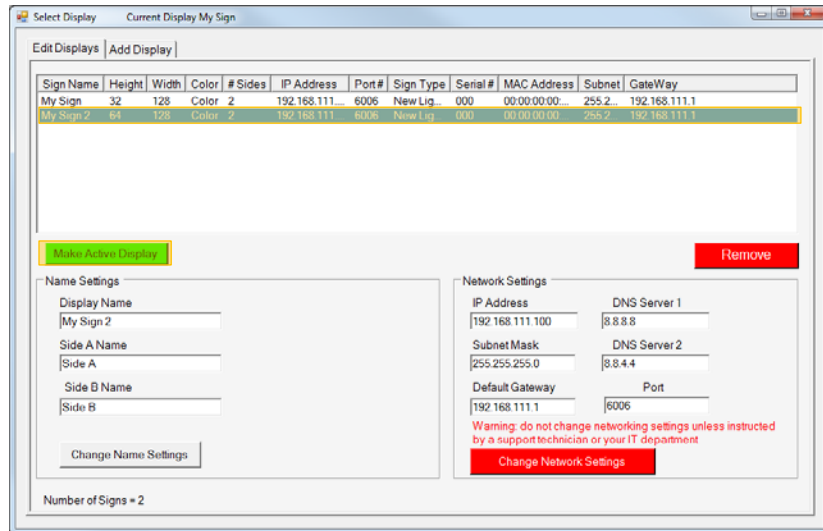 Select Display Current Display My Sign
Edit Displays Add Display
Sign Name Height Width Color # Sides IP Address Port# Sign Type Serial # MAC Address Subnet GateWay
My Sign 32 128 Color 2 192.168.111.... 6006 New Lig... 000 00:00:00:00:... 255.2... 192.168.111.1
My Sign 2 64 128 Color 2 192.168.111... 6006 New Lig... 000 00:00:00:00... 255.2... 192.168.111.1
Make Active Display Remove
Name Settings
Display Name
My Sign 2
Side A Name
Side A
Side B Name
Side B
Change Name Settings
Network Settings
IP Address DNS Server 1
192.168.111.100 8.8.8.8
Subnet Mask DNS Server 2
255.255.255.0 8.8.4.4
Default Gateway Port
192.168.111.1 6006
Warning: do not change networking settings unless instructed
by a support technician or your IT department
Change Network Settings
Number of Signs = 2